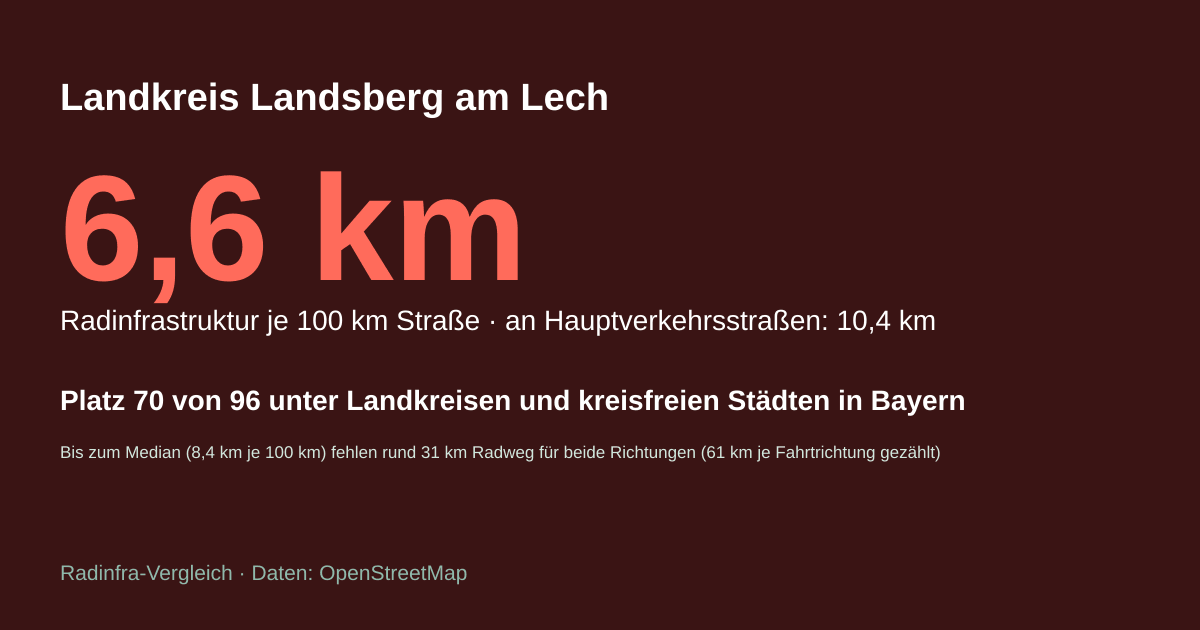 Landkreis Landsberg am Lech
6,6 km
Radinfrastruktur je 100 km Straße · an Hauptverkehrsstraßen: 10,4 km
Platz 70 von 96 unter Landkreisen und kreisfreien Städten in Bayern
Bis zum Median (8,4 km je 100 km) fehlen rund 31 km Radweg für beide Richtungen (61 km je Fahrtrichtung gezählt)
Radinfra-Vergleich · Daten: OpenStreetMap